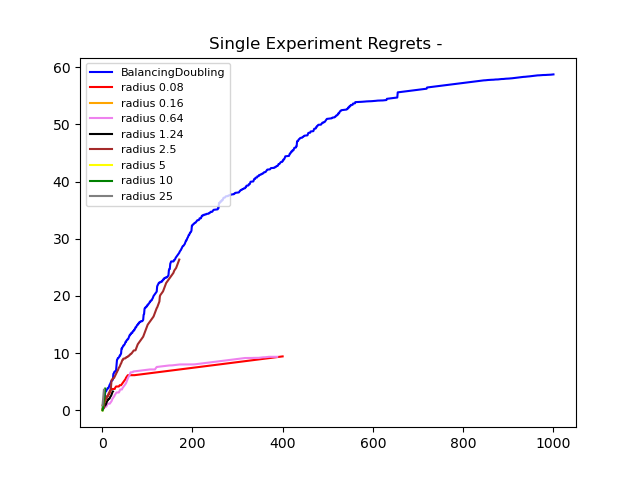 Single Experiment Regrets -
60
50
40
30
20
10
0
BalancingDoubling
radius 0.08
radius 0.16
radius 0.64
radius 1.24
radius 2.5
radius 5
radius 10
radius 25
0 200 400 600 800 1000